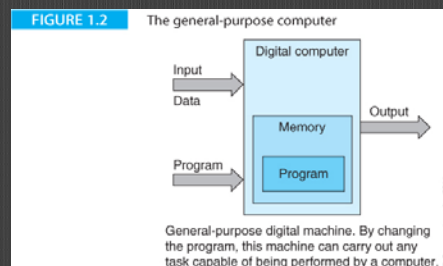 FIGURE 1.2 The general-purpose computer
Digital computer
Input
Data
Output
Memory
Program
Program
General-purpose digital machine. By changing
the program, this machine can carry out any
task capable of being performed by a computer.